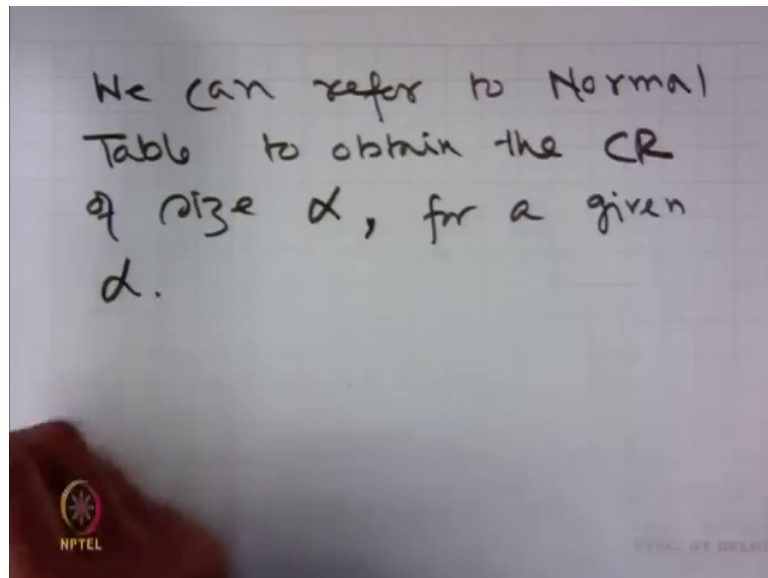 We can refer to Normal
Table to obtain the CR
of size α, for a given
α.
NPTEL